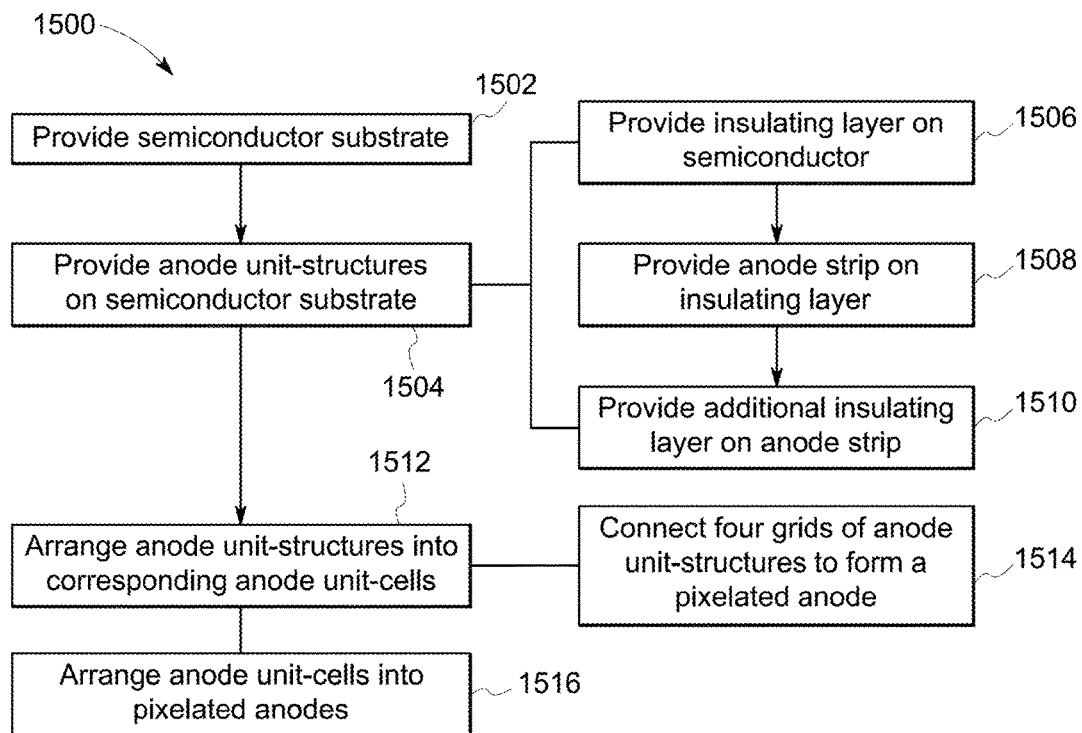 1500
1502
Provide semiconductor substrate
Provide anode unit-structures
on semiconductor substrate
1504
Provide insulating layer on
semiconductor
1506
Provide anode strip on
insulating layer
1508
Provide additional insulating
layer on anode strip
1510
1512
Arrange anode unit-structures into
corresponding anode unit-cells
Connect four grids of anode
unit-structures to form a
pixelated anode
1514
Arrange anode unit-cells into
pixelated anodes
1516